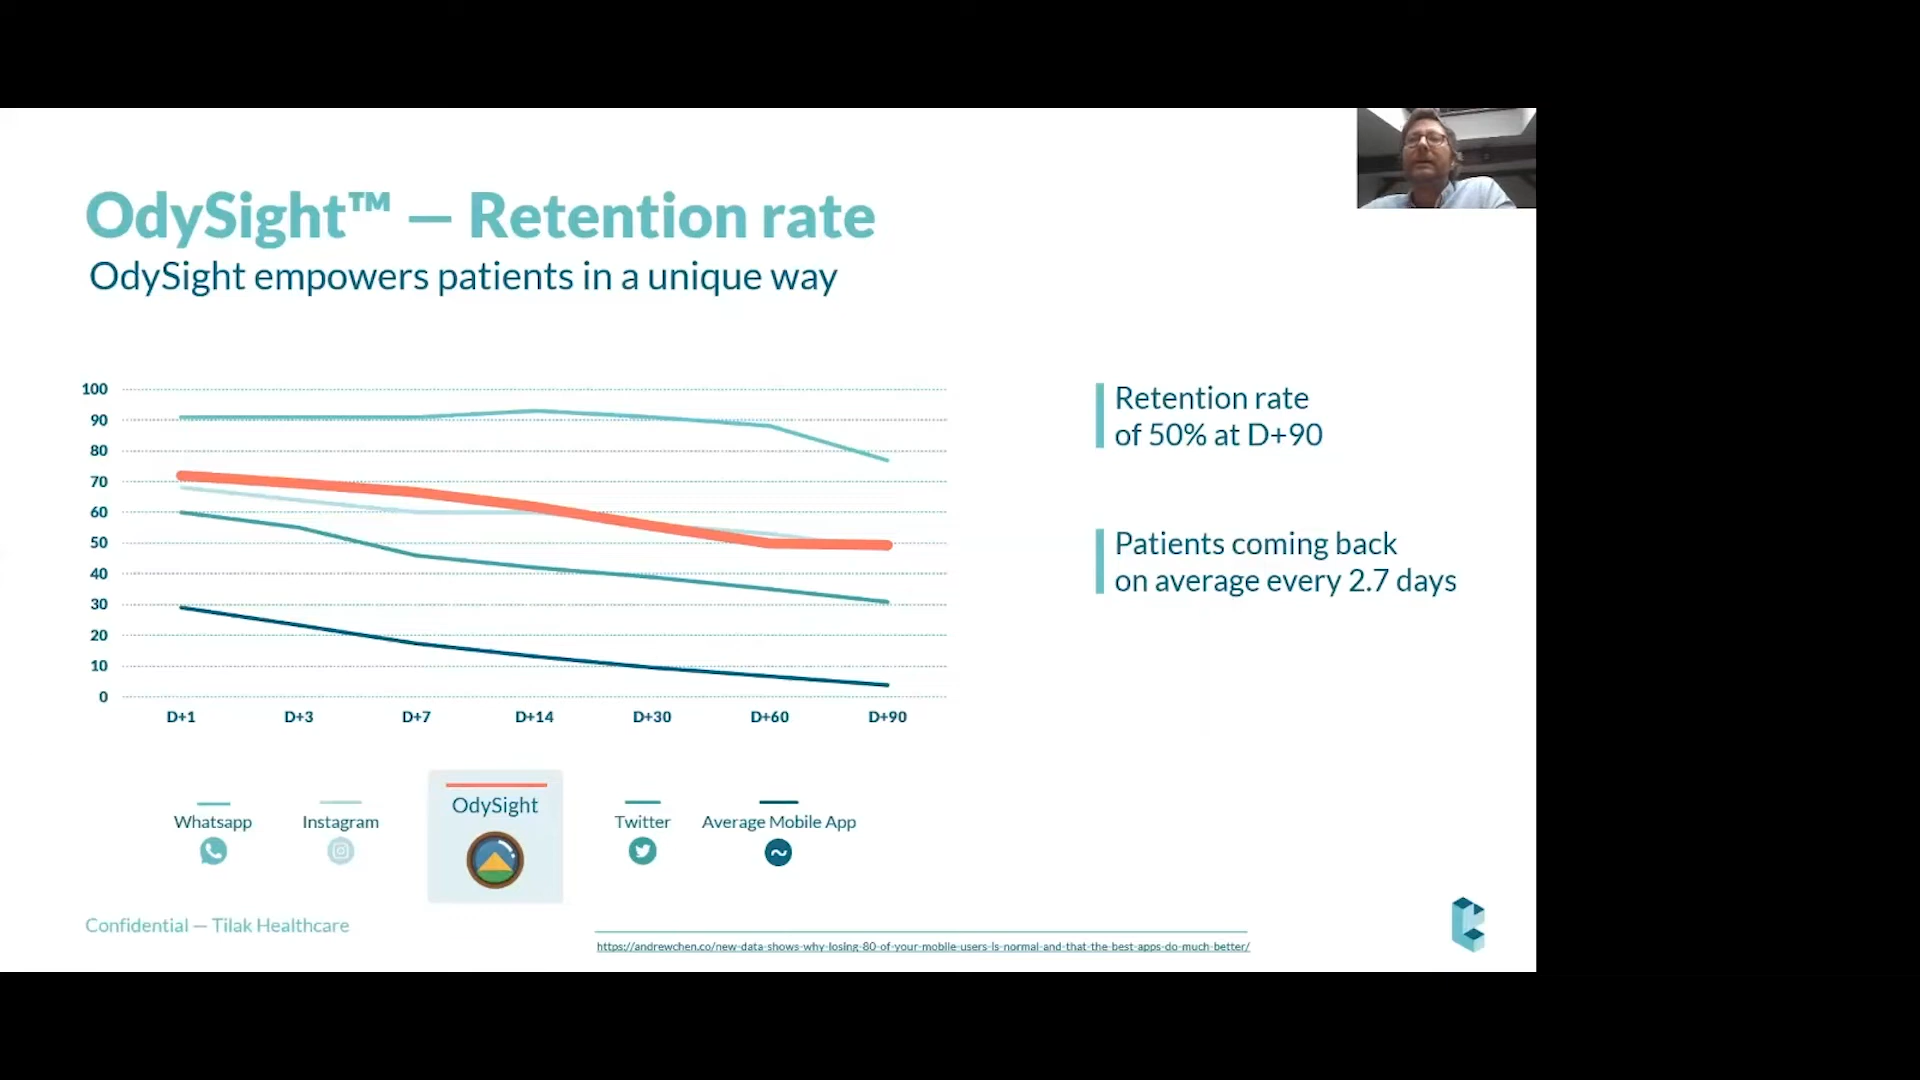 OdySight™ — Retention rate
OdySight empowers patients in a unique way
100
90
80
70
60
50
40
30
20
10
0
D+1 D+3 D+7 D+14 D+30 D+60 D+90
Retention rate
of 50% at D+90
Patients coming back
on average every 2.7 days
Whatsapp
Instagram
OdySight
Twitter
Average Mobile App
Confidential — Tilak Healthcare
https://andrewchen.co/new-data-shows-why-losing-80-of-your-mobile-users-is-normal-and-that-the-best-apps-do-much-better/